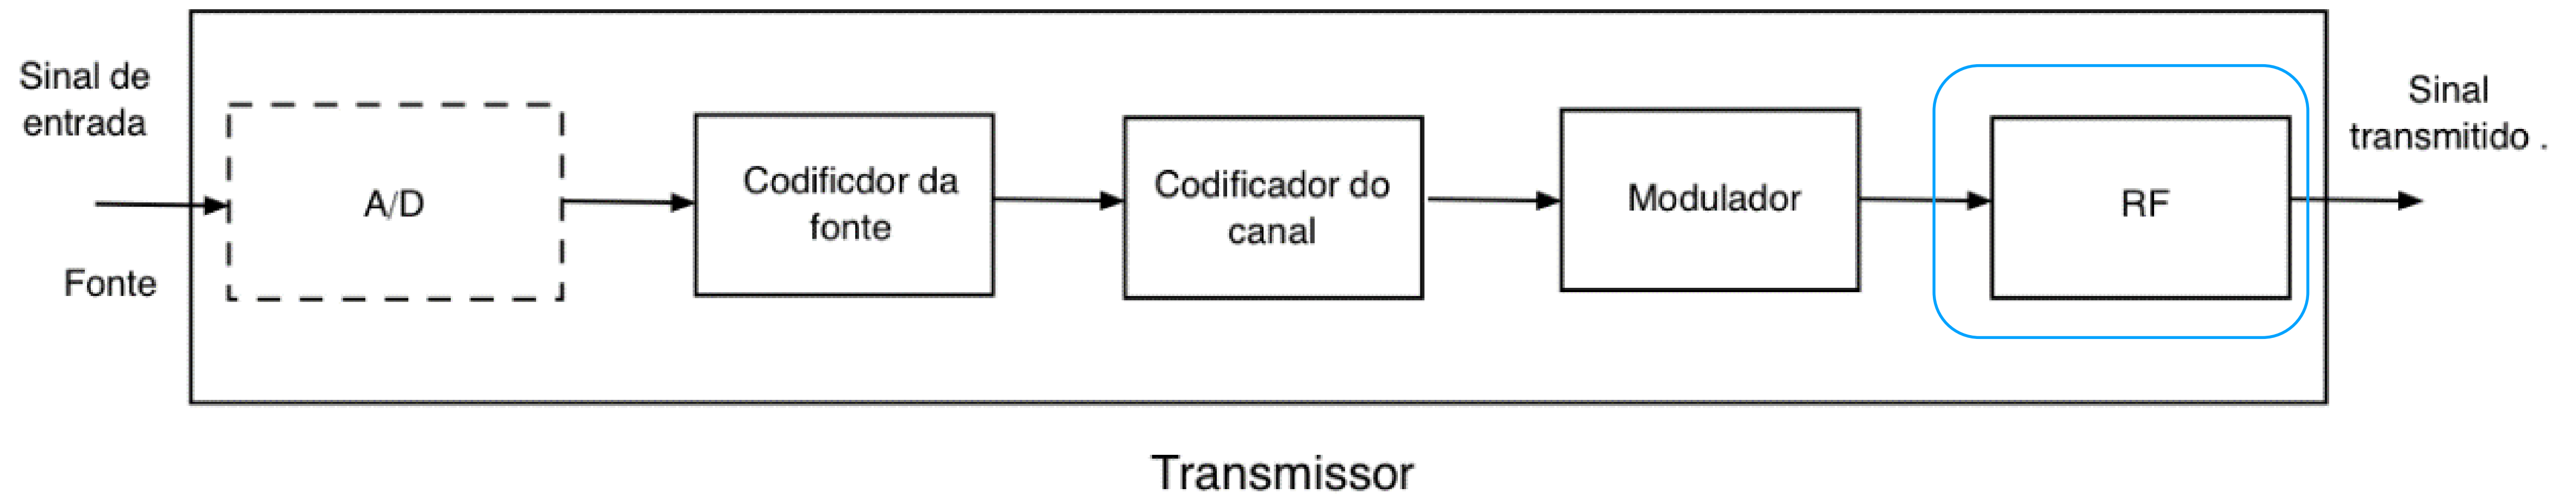 Sinal de
entrada
Fonte
A/D
Codificdor da
fonte
Codificador do
canal
Modulador
RF
Sinal
transmitido .
Transmissor